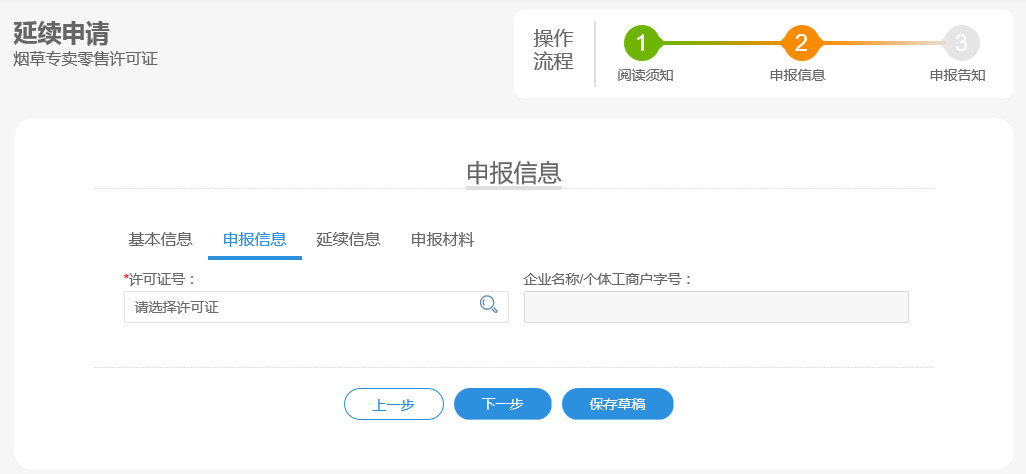 延续申请
烟草专卖零售许可证
操作
流程
1
2
3
阅读须知
申报信息
申报告知
申报信息
基本信息
申报信息
延续信息
申报材料
*许可证号：
企业名称/个体工商户字号：
请选择许可证
上一步
下一步
保存草稿